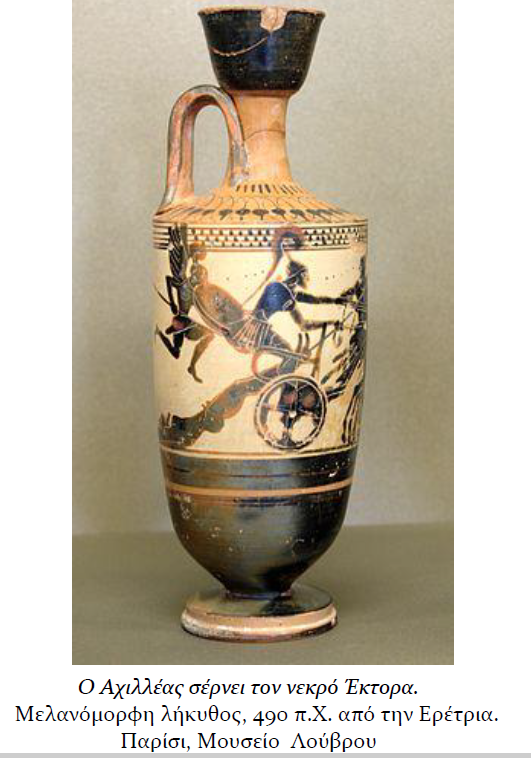 Ο Αχιλλέας σέρνει τον νεκρό Έκτορα.
Μελανόμορφη λήκυθος, 490 π.Χ. από την Ερέτρια.
Παρίσι, Μουσείο Λούβρου